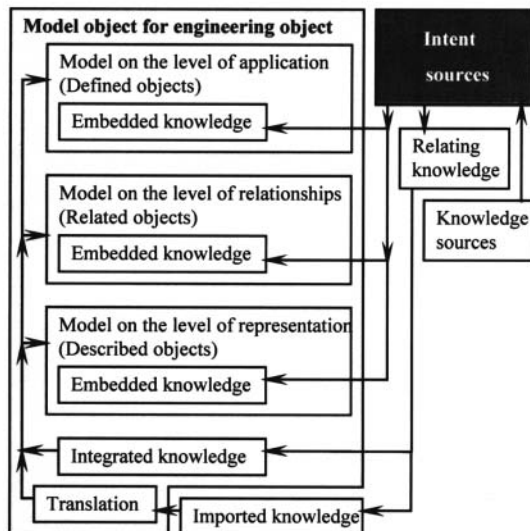 Model object for engineering object
Model on the level of application
(Defined objects)
Embedded knowledge
Model on the level of relationships
(Related objects)
Embedded knowledge
Model on the level of representation
(Described objects)
Embedded knowledge
Integrated knowledge
Translation
Imported knowledge
Intent
sources
Relating
knowledge
Knowledge
sources